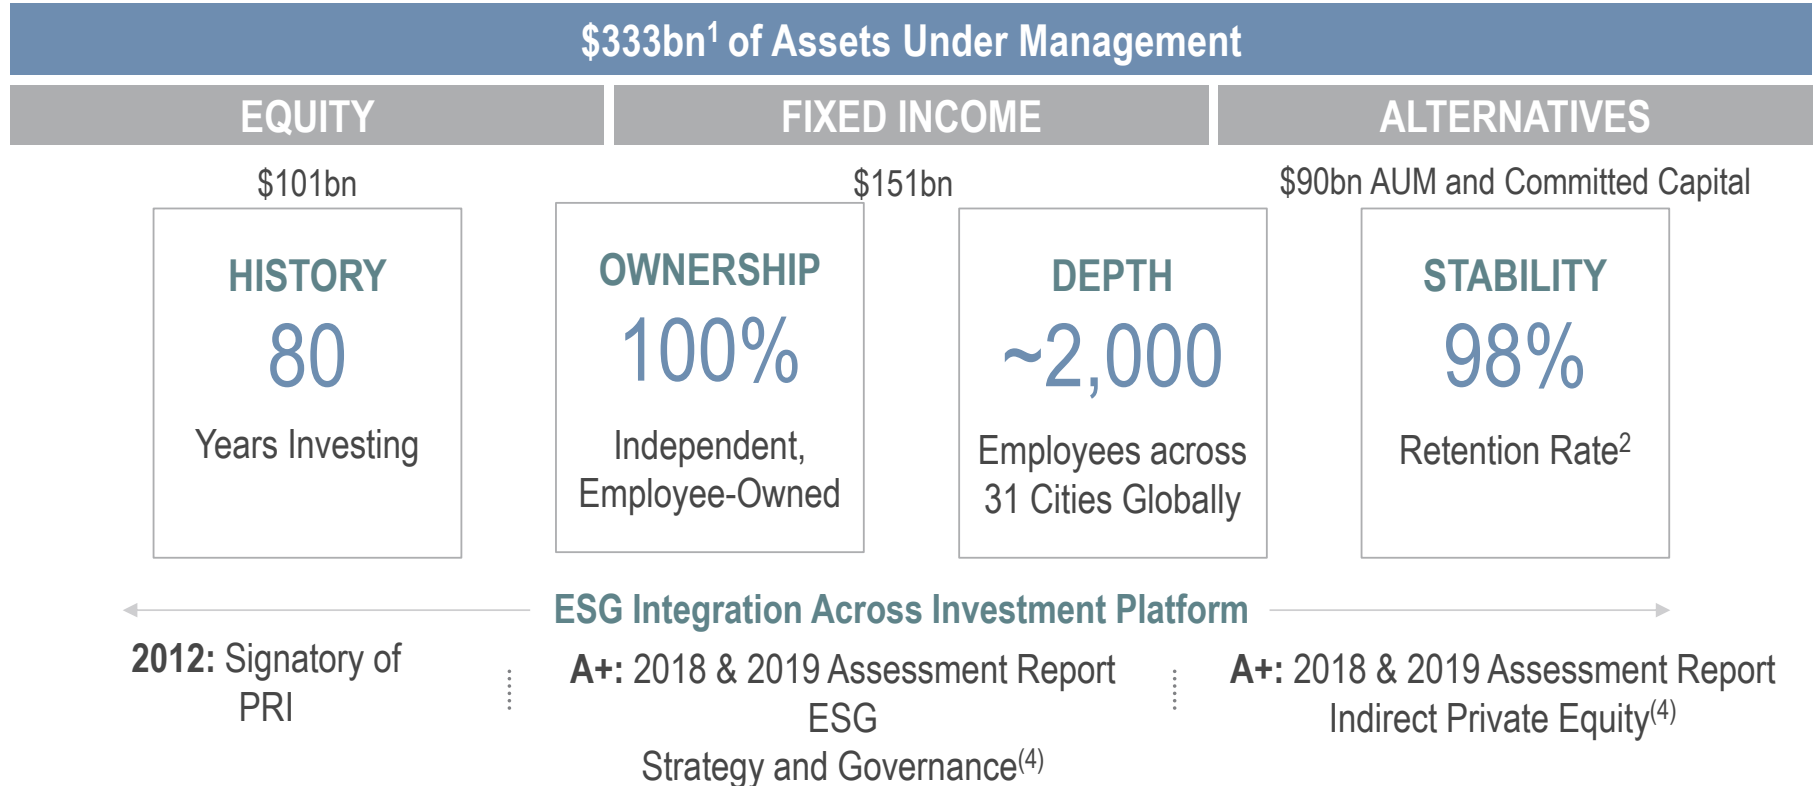 $333bn1 of Assets Under Management
EQUITY
FIXED INCOME
ALTERNATIVES
$101bn
$151bn
$90bn AUM and Committed Capital
HISTORY
80
Years Investing
OWNERSHIP
100%
Independent,
Employee-Owned
DEPTH
~2,000
Employees across
31 Cities Globally
STABILITY
98%
Retention Rate2
ESG Integration Across Investment Platform
2012: Signatory of
PRI
A+: 2018 & 2019 Assessment Report
ESG
Strategy and Governance(4)
A+: 2018 & 2019 Assessment Report
Indirect Private Equity(4)